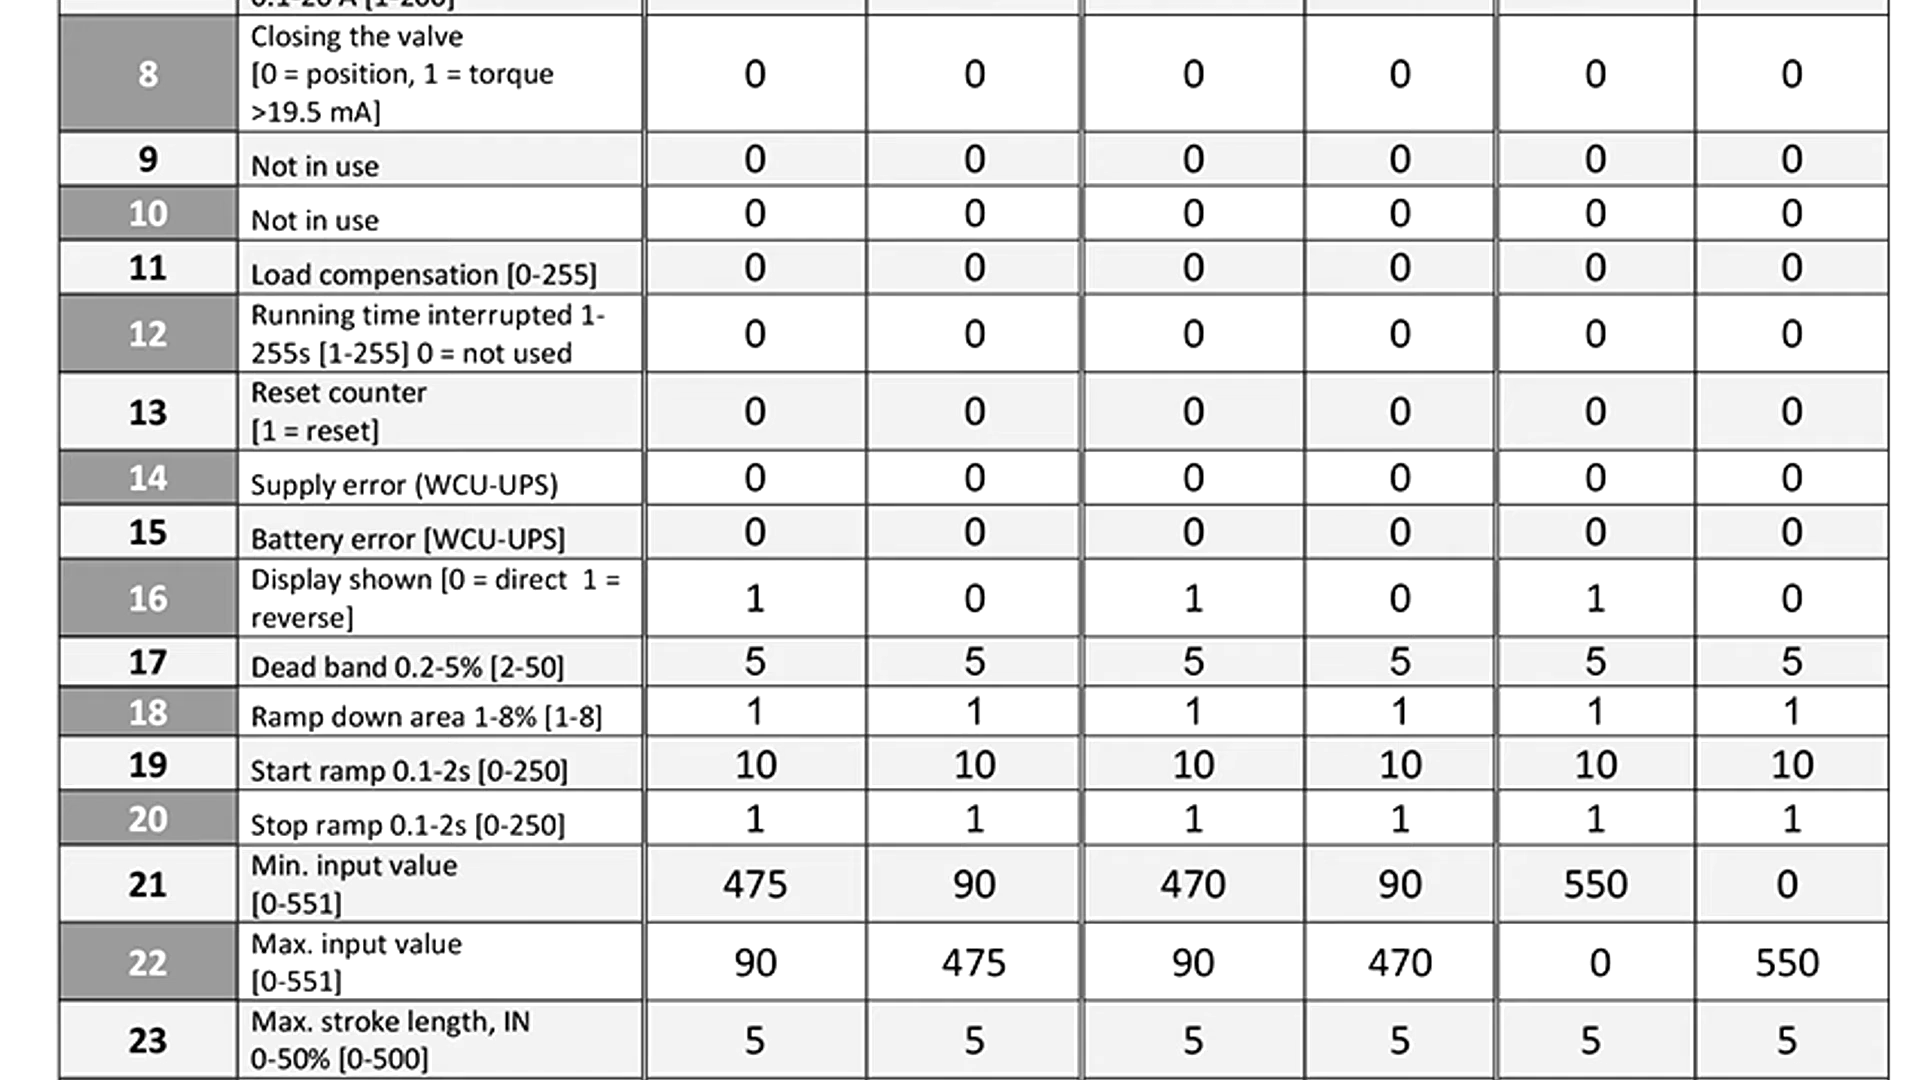 0.1-20 A [1-200]
8 Closing the valve
[0 = position, 1 = torque 0 0 0 0 0 0
>19.5 mA]
9 Not in use 0 0 0 0 0 0
10 Not in use 0 0 0 0 0 0
11 Load compensation [0-255] 0 0 0 0 0 0
12 Running time interrupted 1-
255s [1-255] 0 = not used 0 0 0 0 0 0
13 Reset counter
[1 = reset] 0 0 0 0 0 0
14 Supply error (WCU-UPS) 0 0 0 0 0 0
15 Battery error [WCU-UPS] 0 0 0 0 0 0
16 Display shown [0 = direct 1 =
reverse] 1 0 1 0 1 0
17 Dead band 0.2-5% [2-50] 5 5 5 5 5 5
18 Ramp down area 1-8% [1-8] 1 1 1 1 1 1
19 Start ramp 0.1-2s [0-250] 10 10 10 10 10 10
20 Stop ramp 0.1-2s [0-250] 1 1 1 1 1 1
21 Min. input value
[0-551] 475 90 470 90 550 0
22 Max. input value
[0-551] 90 475 90 470 0 550
23 Max. stroke length, IN
0-50% [0-500] 5 5 5 5 5 5